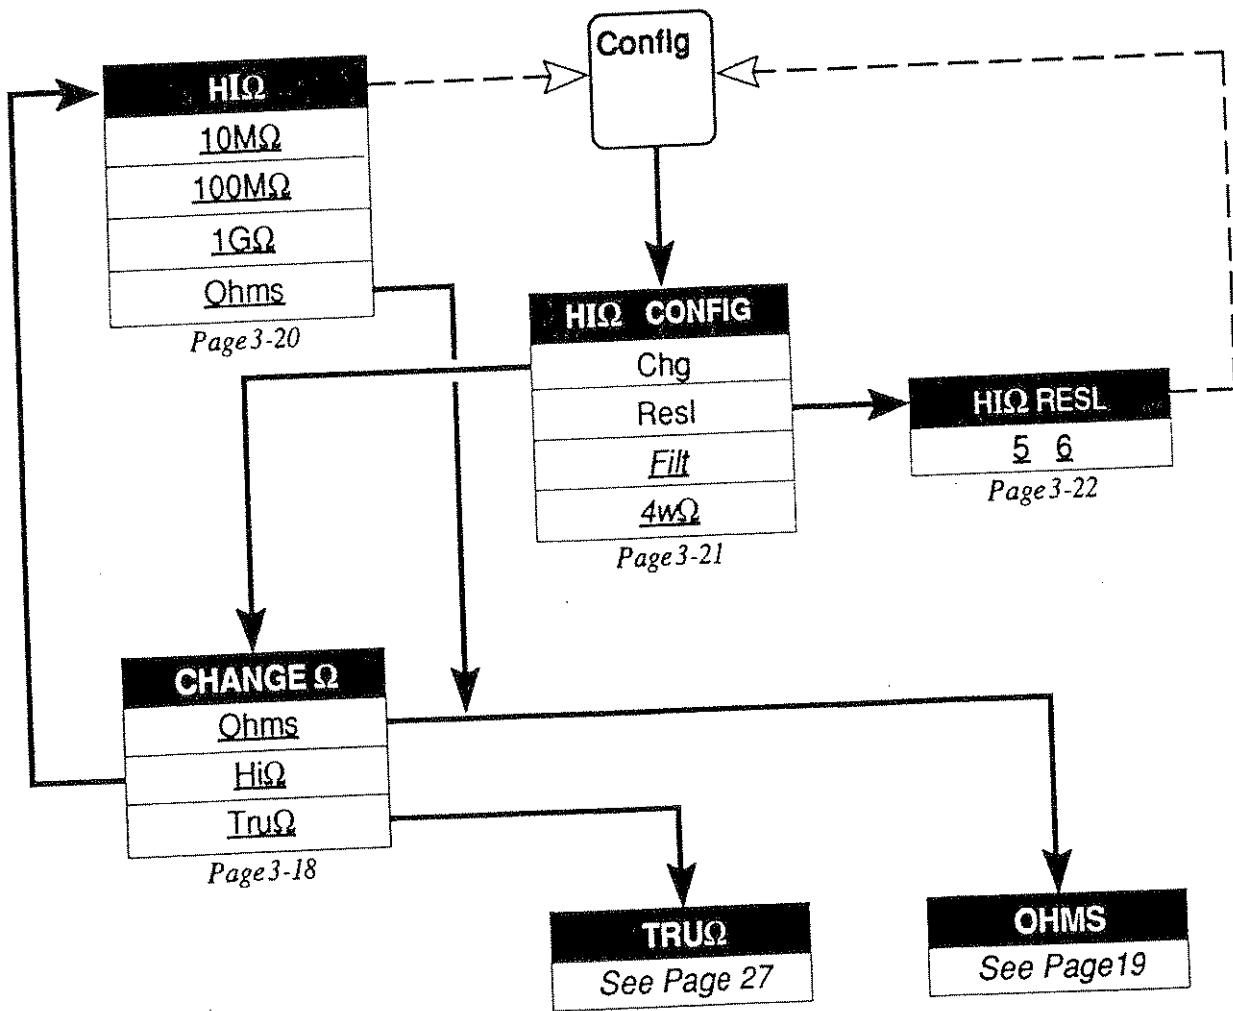 Config
HIΩ
10MΩ
100MΩ
1GΩ
Ohms
Page 3-20
HIΩ CONFIG
Chg
Resl
Filt
4wΩ
Page 3-21
HIΩ RESL
5 6
Page 3-22
CHANGE Ω
Ohms
HiΩ
TruΩ
Page 3-18
TRUΩ
See Page 27
OHMS
See Page19